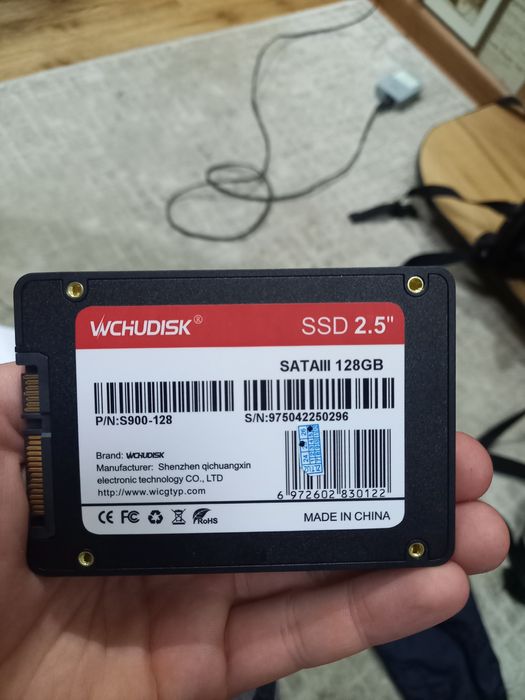 WCHUDISK®
SSD 2.5"
SATAIII 128GB
P/N:S900-128
S/N:975042250296
Brand: WCHUDISK
Manufacturer: Shenzhen qichuangxin
electronic technology CO., LTD
http://www.wicgtyp.com
6 972602 830122
CE FC RoHS
MADE IN CHINA